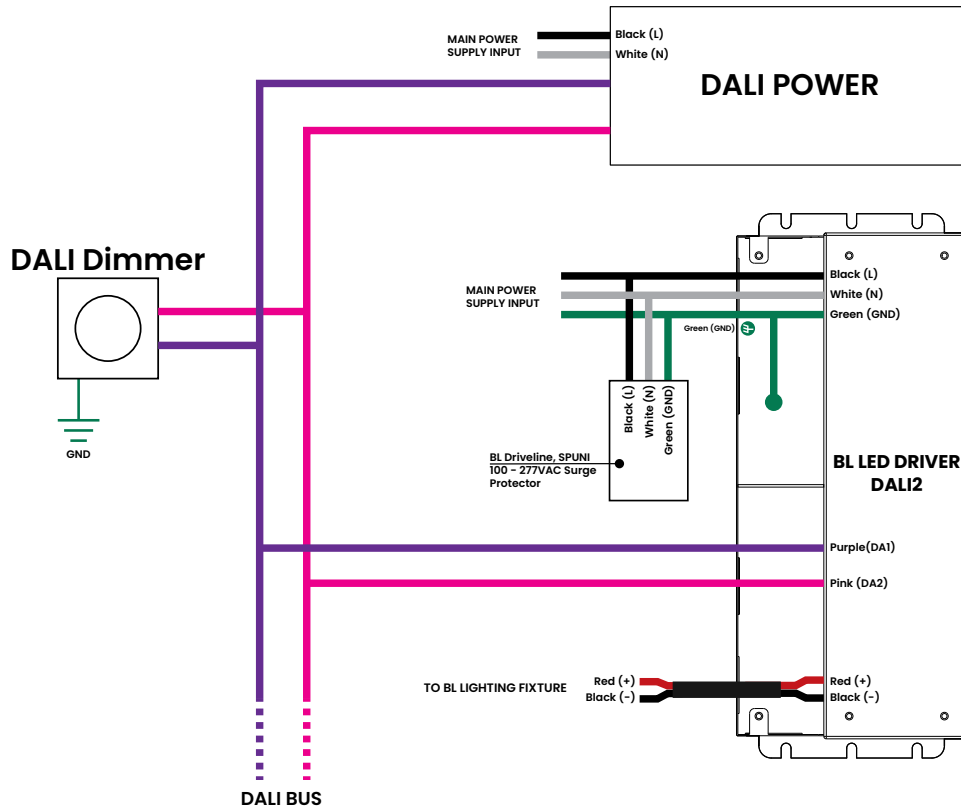 MAIN POWER
SUPPLY INPUT
Black (L)
White (N)
DALI POWER
DALI Dimmer
GND
MAIN POWER
SUPPLY INPUT
Black (L)
White (N)
Green (GND)
Green (GND)
Black (L)
White (N)
Green (GND)
BL Driveline, SPUNI
100 - 277VAC Surge
Protector
BL LED DRIVER
DALI2
Purple(DA1)
Pink (DA2)
TO BL LIGHTING FIXTURE
Red (+)
Black (-)
Red (+)
Black (-)
DALI BUS